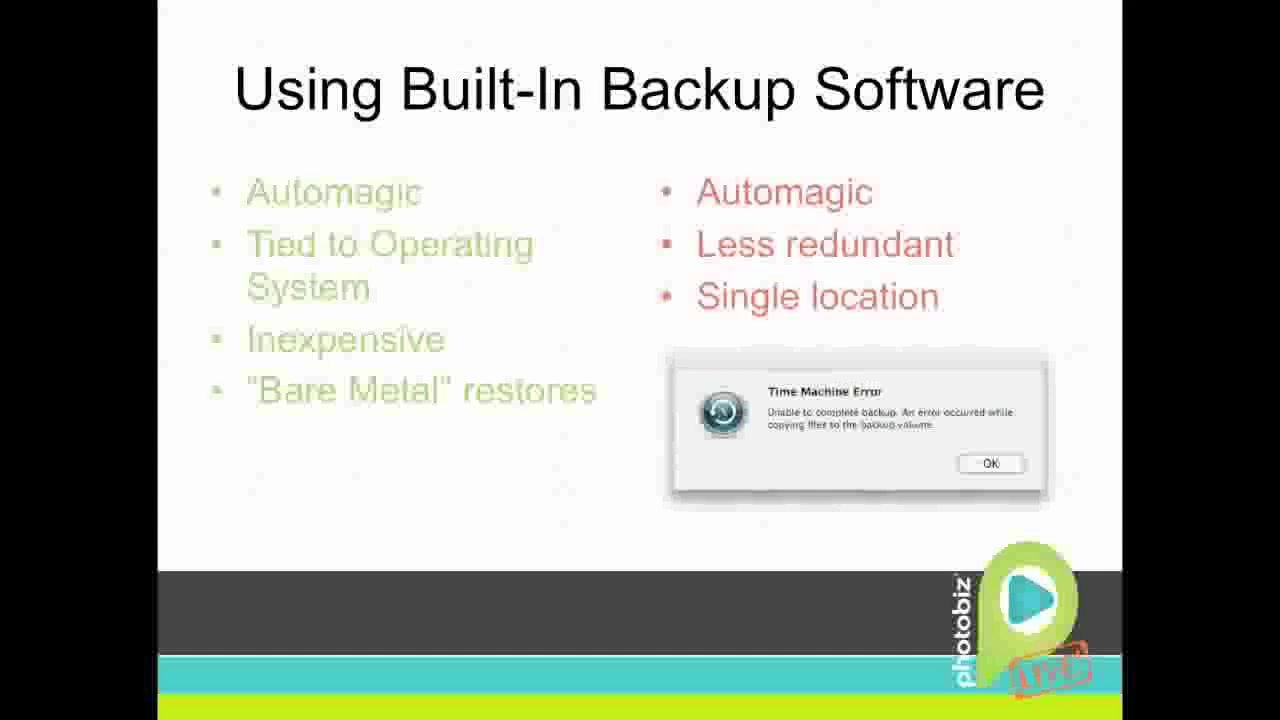 Using Built-In Backup Software
• Automagic
• Tied to Operating
System
• Inexpensive
• "Bare Metal" restores
• Automagic
• Less redundant
• Single location
Time Machine Error
Unable to complete backup. An error occurred while
copying files to the backup volume.
OK
photobiz
LIVE